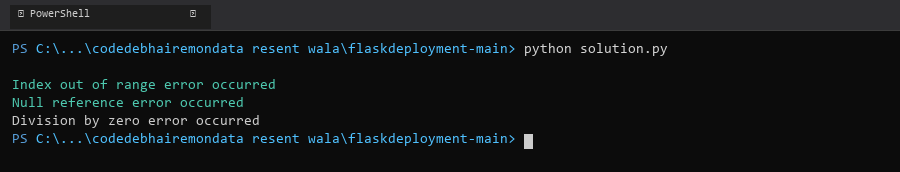 PowerShell
PS C:\...\codedebhairemondata resent wala\flaskdeployment-main> python solution.py
Index out of range error occurred
Null reference error occurred
Division by zero error occurred
PS C:\...\codedebhairemondata resent wala\flaskdeployment-main>